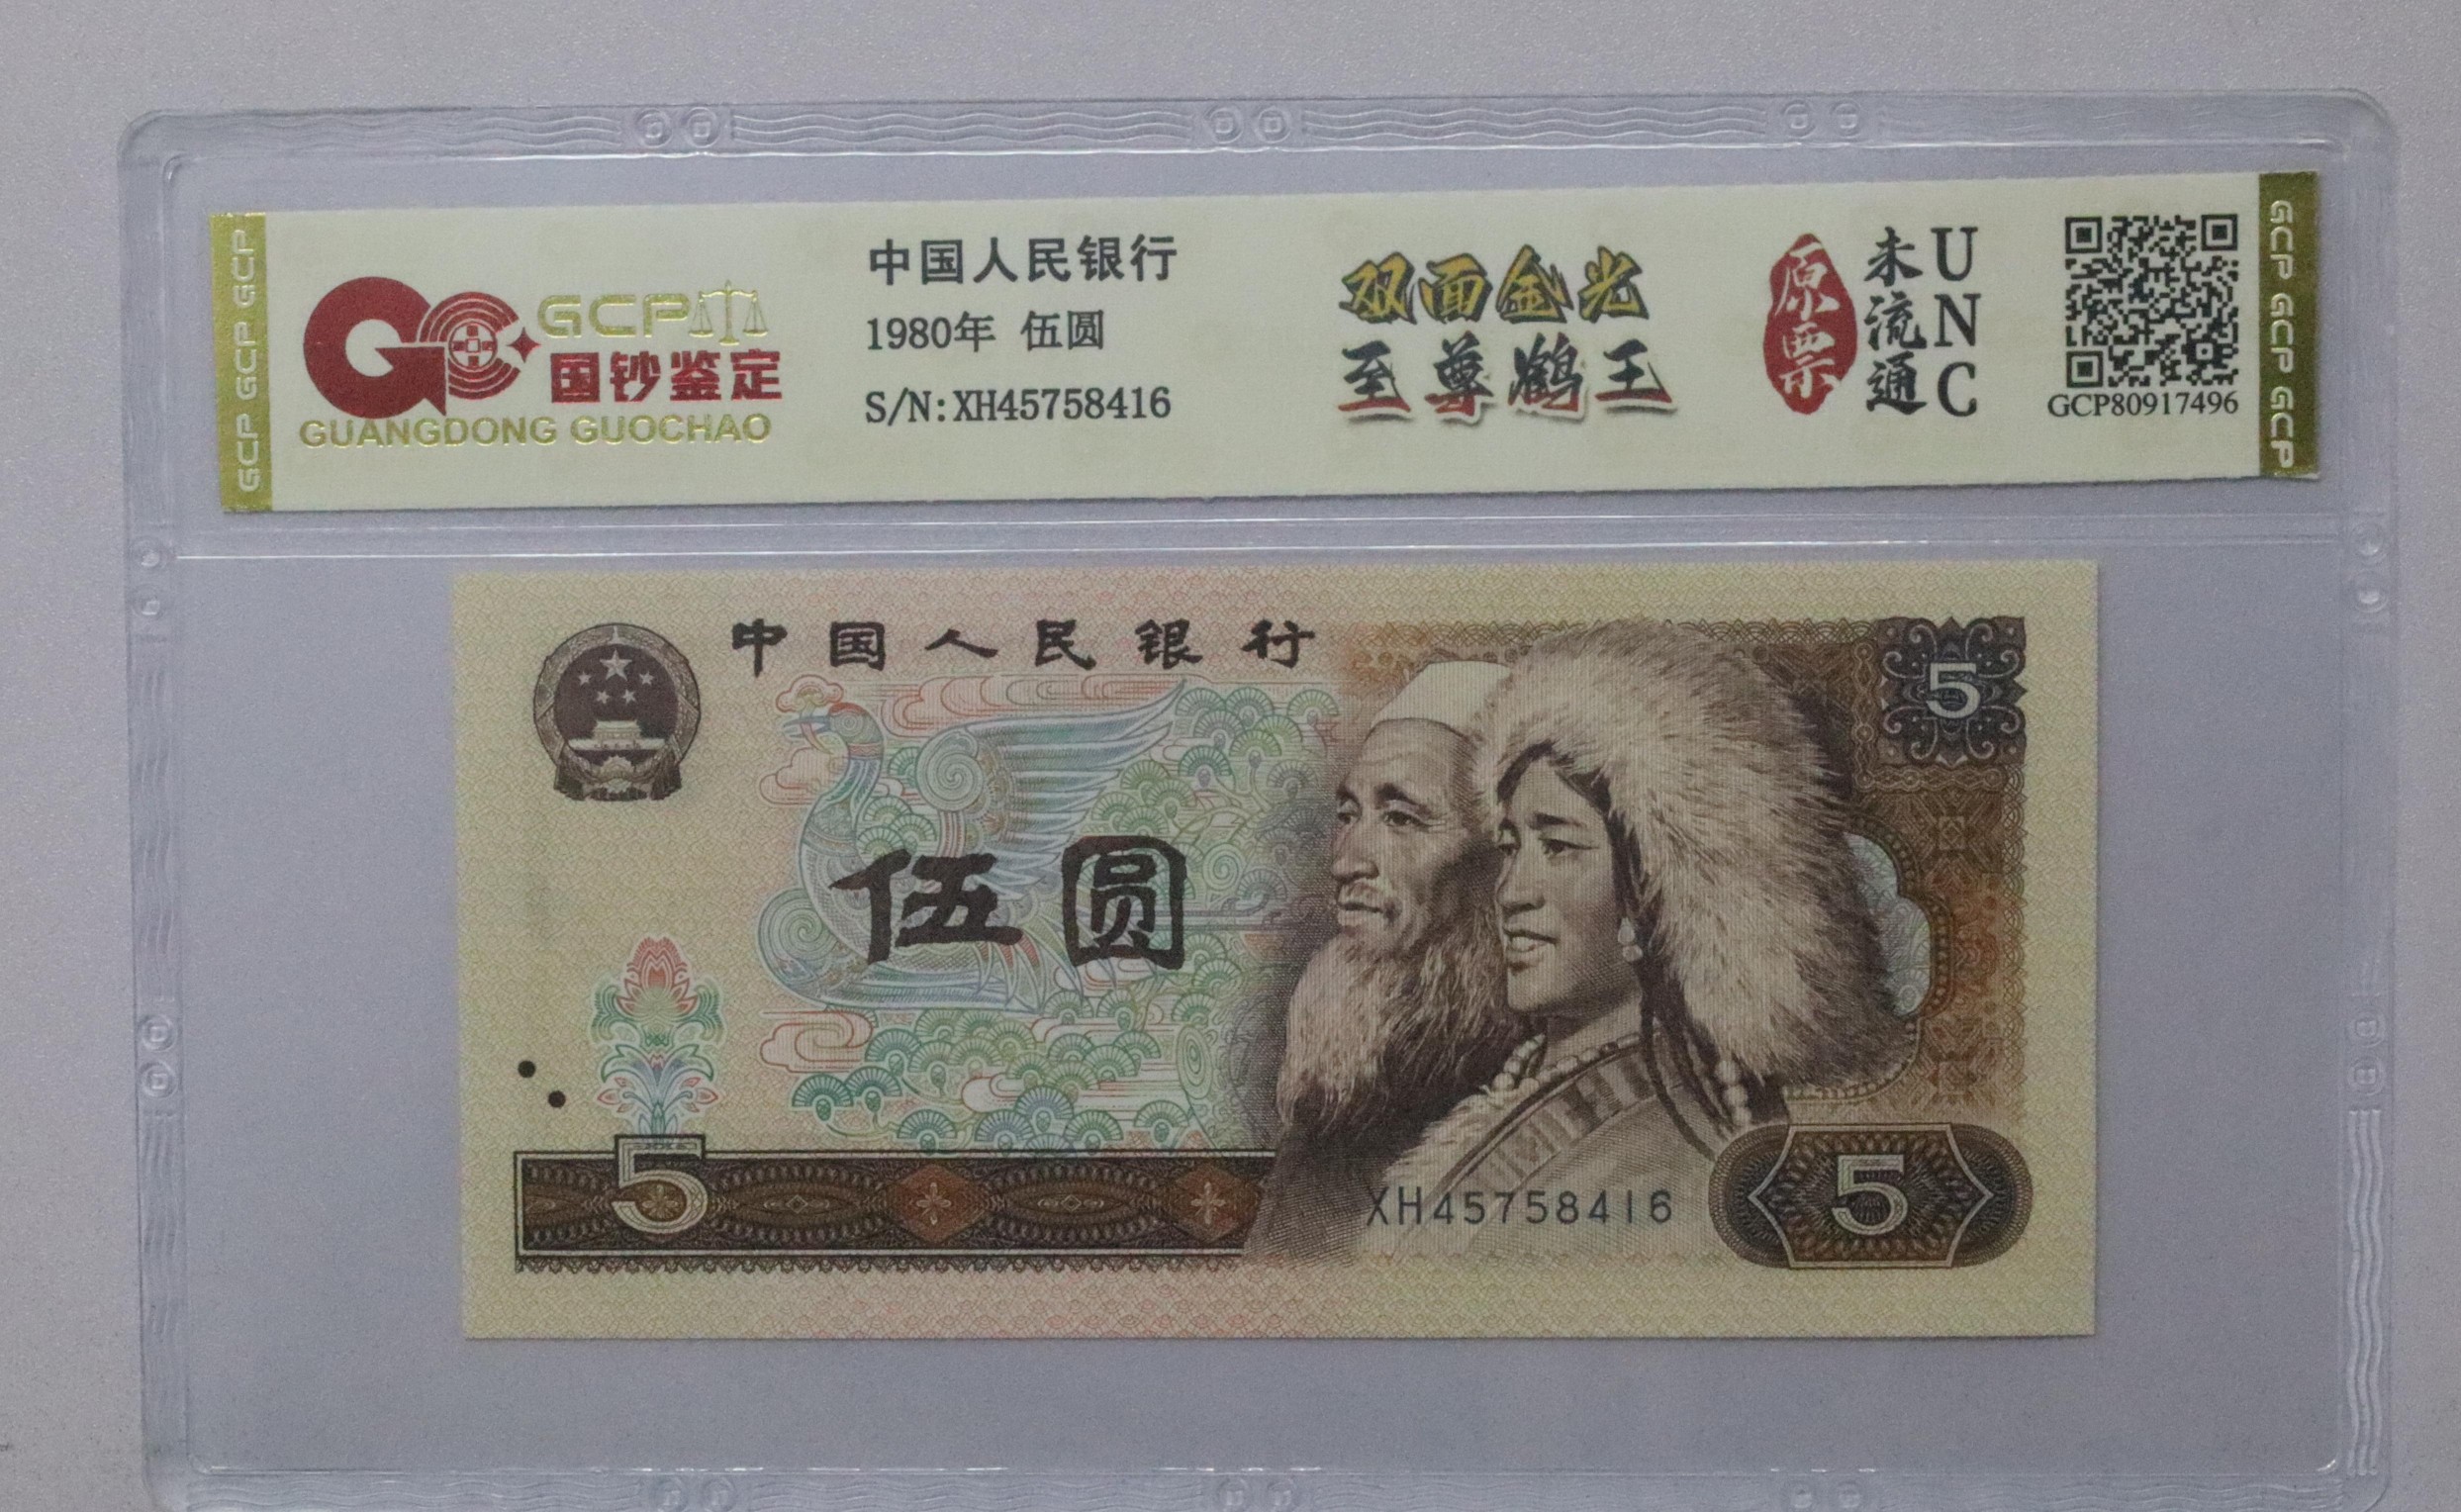 GCP GCP GCP
GCP
国钞鉴定
GUANGDONG GUOCHAO
中国人民银行
1980年 伍圆
S/N:XH45758416
双面金光
至尊鹤王
原票
未流通
UNC
GCP80917496
GCP GCP GCP
中国人民银行
5
伍圆
5
XH45758416
5